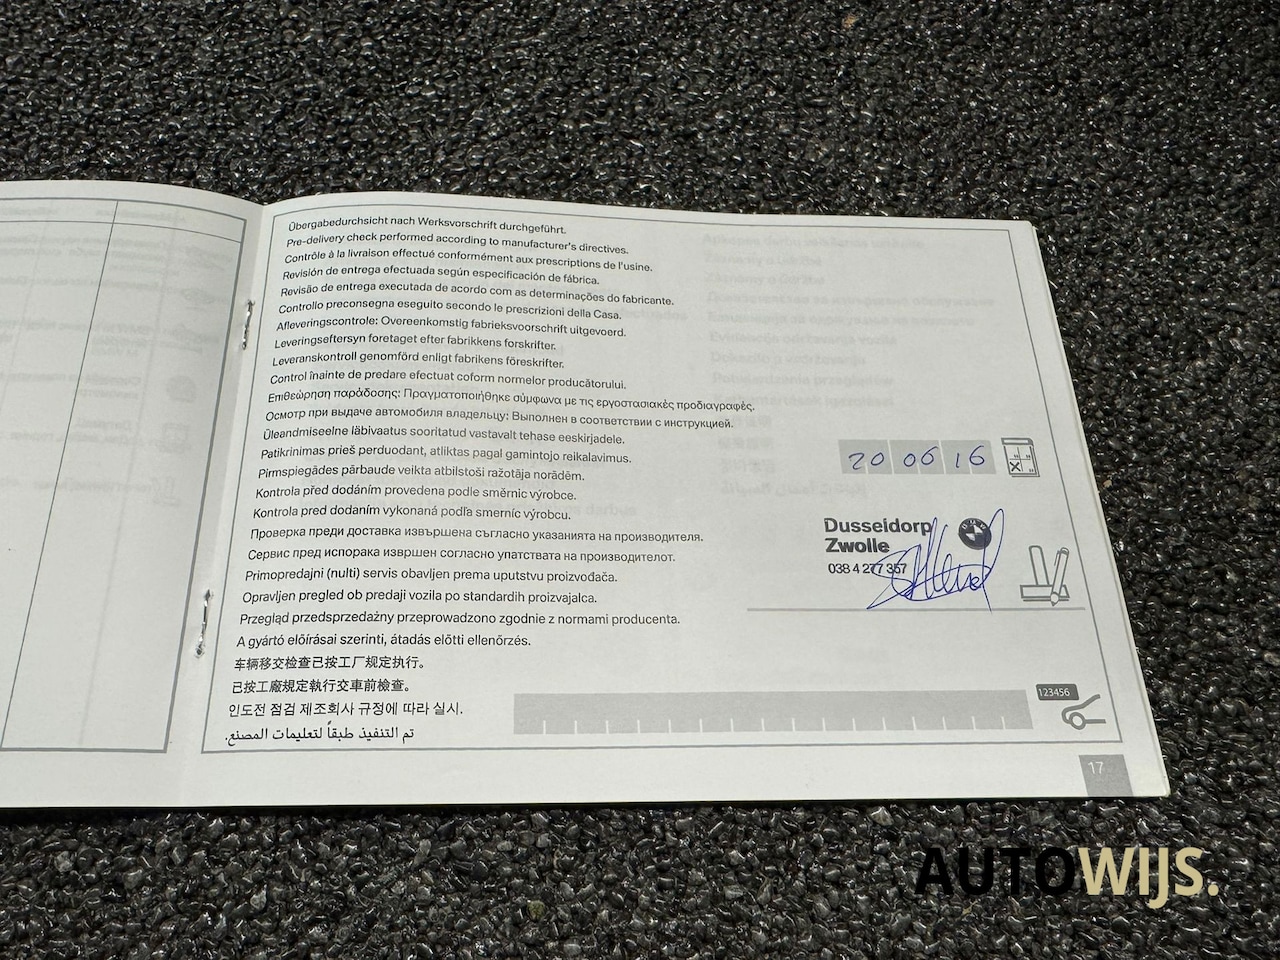 Übergabedurchsicht nach Werksvorschrift durchgeführt.
Pre-delivery check performed according to manufacturer's directives.
Contrôle à la livraison effectué conformément aux prescriptions de l'usine.
Revisión de entrega efectuada según especificación de fábrica.
Revisão de entrega executada de acordo com as determinações do fabricante.
Controllo preconsegna eseguito secondo le prescrizioni della Casa.
Afleveringscontrole: Overeenkomstig fabrieksvoorschrift uitgevoerd.
Leveringseftersyn foretaget efter fabrikkens forskrifter.
Leveranskontroll genomförd enligt fabrikens föreskrifter.
Control înainte de predare efectuat coform normelor producătorului.
Επιθεώρηση παράδοσης: Πραγματοποιήθηκε σύμφωνα με τις εργοστασιακές προδιαγραφές.
Осмотр при выдаче автомобиля владельцу: Выполнен в соответствии с инструкцией.
Üleandmiseelne läbivaatus sooritatud vastavalt tehase eeskirjadele.
Patikrinimas prieš perduodant, atliktas pagal gamintojo reikalavimus.
Pirmspiegādes pārbaude veikta atbilstoši ražotāja norādēm.
Kontrola před dodáním provedena podle směrnic výrobce.
Kontrola pred dodaním vykonaná podľa smerníc výrobcu.
Проверка преди доставка извършена съгласно указанията на производителя.
Сервис пред испорака извршен согласно упатствата на производителот.
Primopredajni (nulti) servis obavljen prema uputstvu proizvođača.
Opravljen pregled ob predaji vozila po standardih proizvajalca.
Przegląd przedsprzedażny przeprowadzono zgodnie z normami producenta.
A gyártó előírásai szerinti, átadás előtti ellenőrzés.
车辆移交检查已按工厂规定执行。
已按工廠規定執行交車前檢查。
인도전 점검 제조회사 규정에 따라 실시.
تم التنفيذ طبقاً لتعليمات المصنع.
20 06 16
Dusseldorp
Zwolle
038 4 277 357
BMW
123456
17
AUTOWIJS.